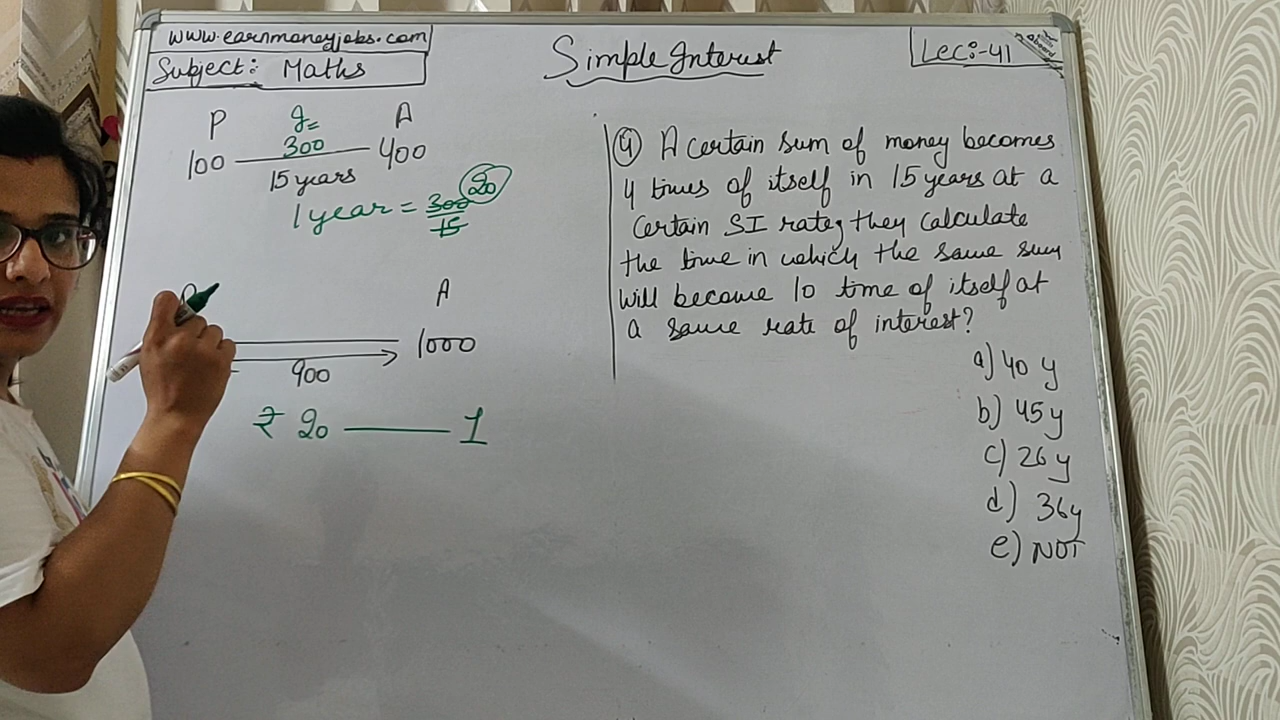 www.earnmoneyjobs.com
Subject: Maths
Simple Interest
Lec:-41
P I= A
100 300 400
15 years
1 year = 300/15 20
P A
1000
900
₹ 20 1
(4) A certain sum of money becomes
4 times of itself in 15 years at a
certain SI rate, they calculate
the time in which the same sum
will become 10 time of itself at
a same rate of interest?
a) 40 y
b) 45 y
c) 26 y
d) 36y
e) NOT